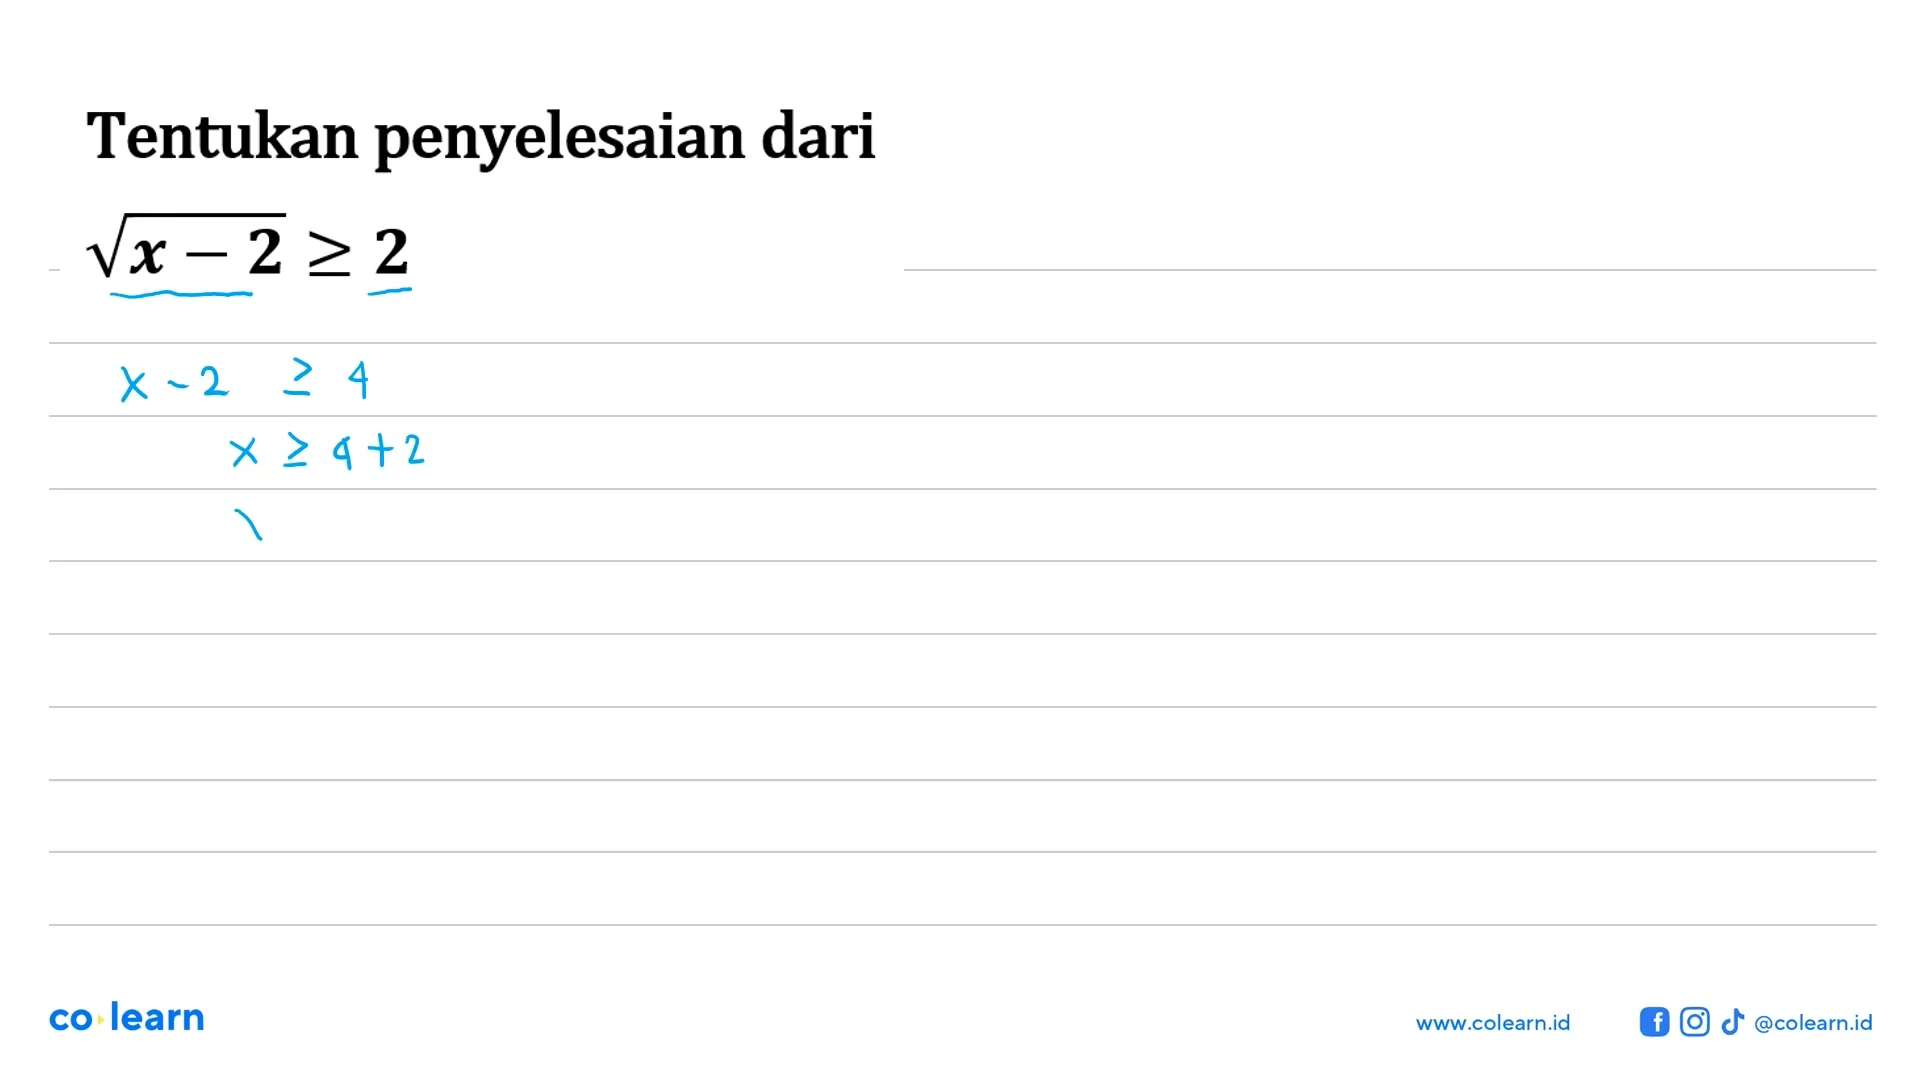 Tentukan penyelesaian dari
√x − 2 ≥ 2
x - 2 ≥ 4
x ≥ 4 + 2
co learn
www.colearn.id
@colearn.id